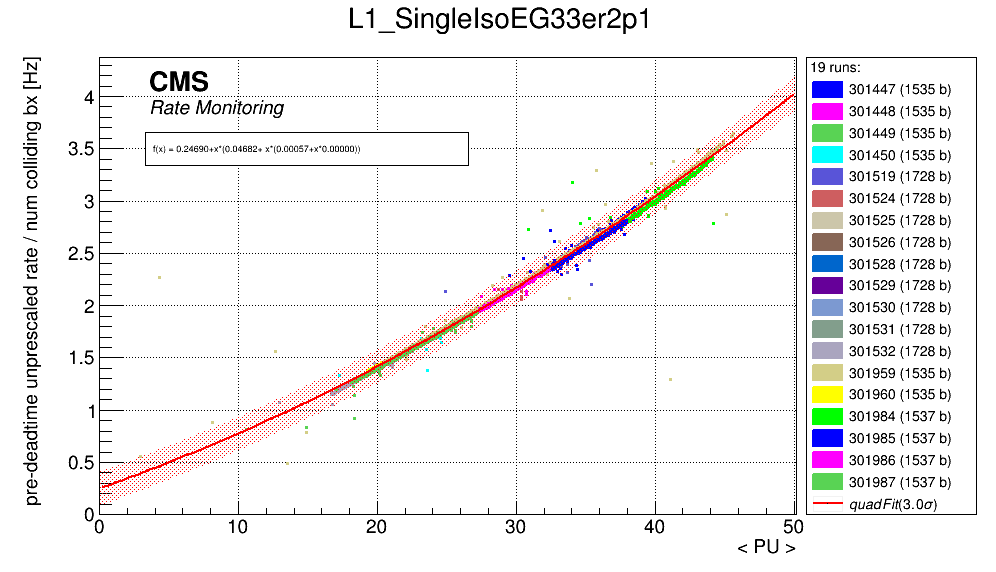 L1_SingleIsoEG33er2p1
pre-deadtime unprescaled rate / num colliding bx [Hz]
CMS
Rate Monitoring
f(x) = 0.24690+x*(0.04682+ x*(0.00057+x*0.00000))
4
3.5
3
2.5
2
1.5
1
0.5
0
0 10 20 30 40 50
< PU >
19 runs:
301447 (1535 b)
301448 (1535 b)
301449 (1535 b)
301450 (1535 b)
301519 (1728 b)
301524 (1728 b)
301525 (1728 b)
301526 (1728 b)
301528 (1728 b)
301529 (1728 b)
301530 (1728 b)
301531 (1728 b)
301532 (1728 b)
301959 (1535 b)
301960 (1535 b)
301984 (1537 b)
301985 (1537 b)
301986 (1537 b)
301987 (1537 b)
quadFit(3.0σ)